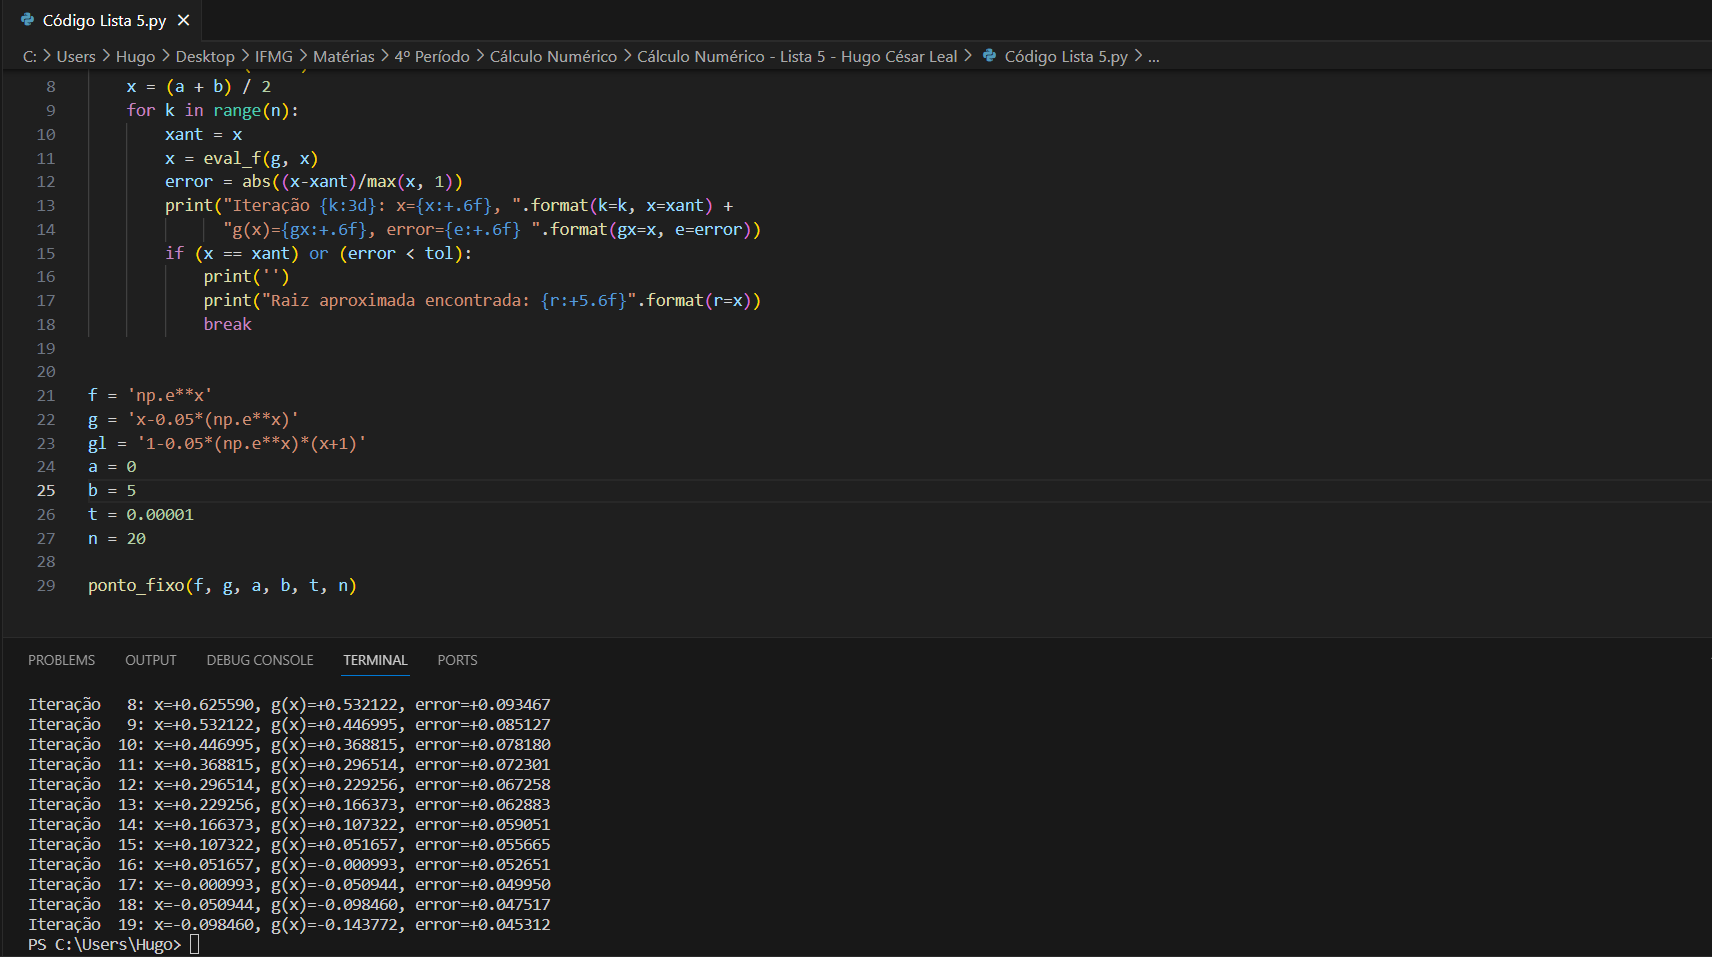 Código Lista 5.py ✕
C: > Users > Hugo > Desktop > IFMG > Matérias > 4º Período > Cálculo Numérico > Cálculo Numérico - Lista 5 - Hugo César Leal > Código Lista 5.py > ...
8 x = (a + b) / 2
9 for k in range(n):
10 xant = x
11 x = eval_f(g, x)
12 error = abs((x-xant)/max(x, 1))
13 print("Iteração {k:3d}: x={x:+.6f}, ".format(k=k, x=xant) +
14 "g(x)={gx:+.6f}, error={e:+.6f} ".format(gx=x, e=error))
15 if (x == xant) or (error < tol):
16 print('')
17 print("Raiz aproximada encontrada: {r:+5.6f}".format(r=x))
18 break
19
20
21 f = 'np.e**x'
22 g = 'x-0.05*(np.e**x)'
23 gl = '1-0.05*(np.e**x)*(x+1)'
24 a = 0
25 b = 5
26 t = 0.00001
27 n = 20
28
29 ponto_fixo(f, g, a, b, t, n)
PROBLEMS OUTPUT DEBUG CONSOLE TERMINAL PORTS
Iteração   8: x=+0.625590, g(x)=+0.532122, error=+0.093467
Iteração   9: x=+0.532122, g(x)=+0.446995, error=+0.085127
Iteração  10: x=+0.446995, g(x)=+0.368815, error=+0.078180
Iteração  11: x=+0.368815, g(x)=+0.296514, error=+0.072301
Iteração  12: x=+0.296514, g(x)=+0.229256, error=+0.067258
Iteração  13: x=+0.229256, g(x)=+0.166373, error=+0.062883
Iteração  14: x=+0.166373, g(x)=+0.107322, error=+0.059051
Iteração  15: x=+0.107322, g(x)=+0.051657, error=+0.055665
Iteração  16: x=+0.051657, g(x)=-0.000993, error=+0.052651
Iteração  17: x=-0.000993, g(x)=-0.050944, error=+0.049950
Iteração  18: x=-0.050944, g(x)=-0.098460, error=+0.047517
Iteração  19: x=-0.098460, g(x)=-0.143772, error=+0.045312
PS C:\Users\Hugo>